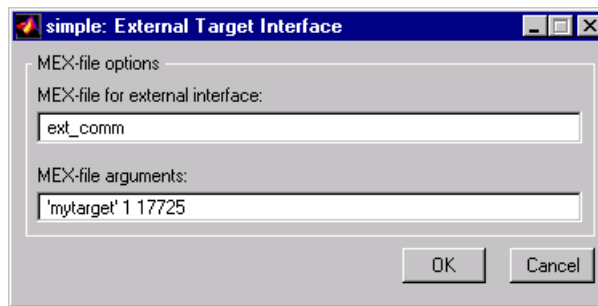 simple: External Target Interface
MEX-file options
MEX-file for external interface:
ext_comm
MEX-file arguments:
'mytarget' 1 17725
OK Cancel